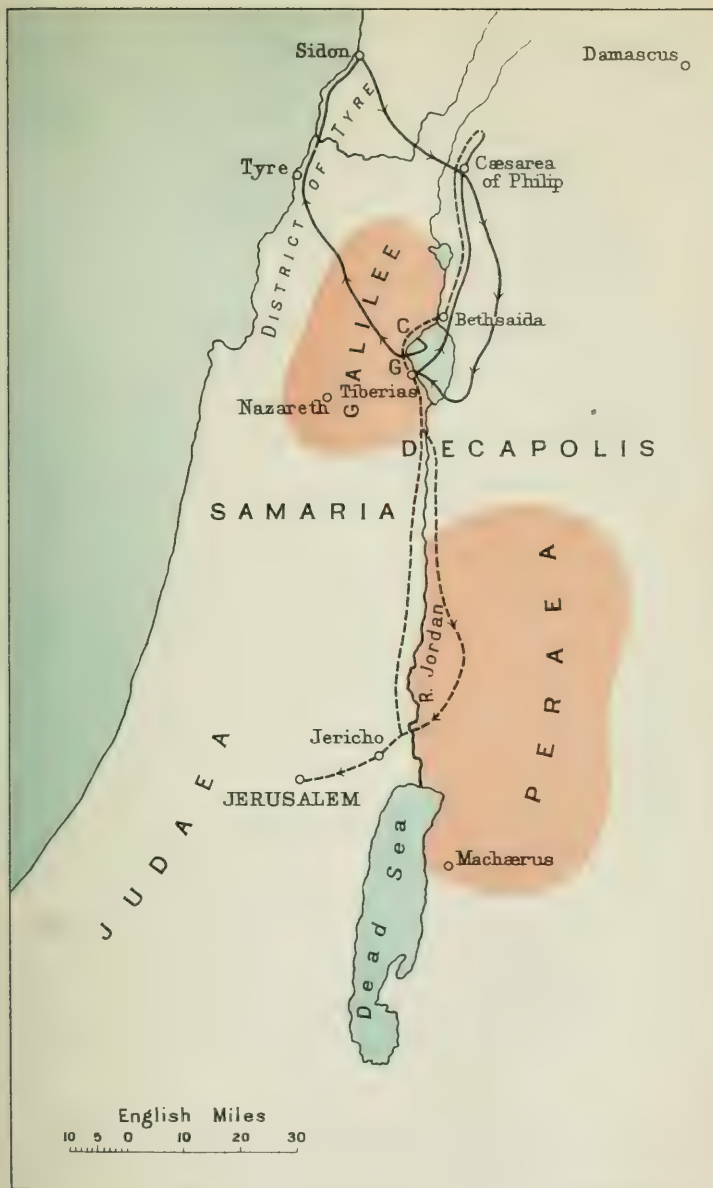 Sidon
Damascus
DISTRICT OF TYRE
Tyre
Cæsarea
of Philip
GALILEE
C
Bethsaida
G
Tiberias
Nazareth
DECAPOLIS
SAMARIA
PERAEA
R. Jordan
Jericho
JERUSALEM
JUDAEA
Machærus
Dead Sea
English Miles
10 5 0 10 20 30